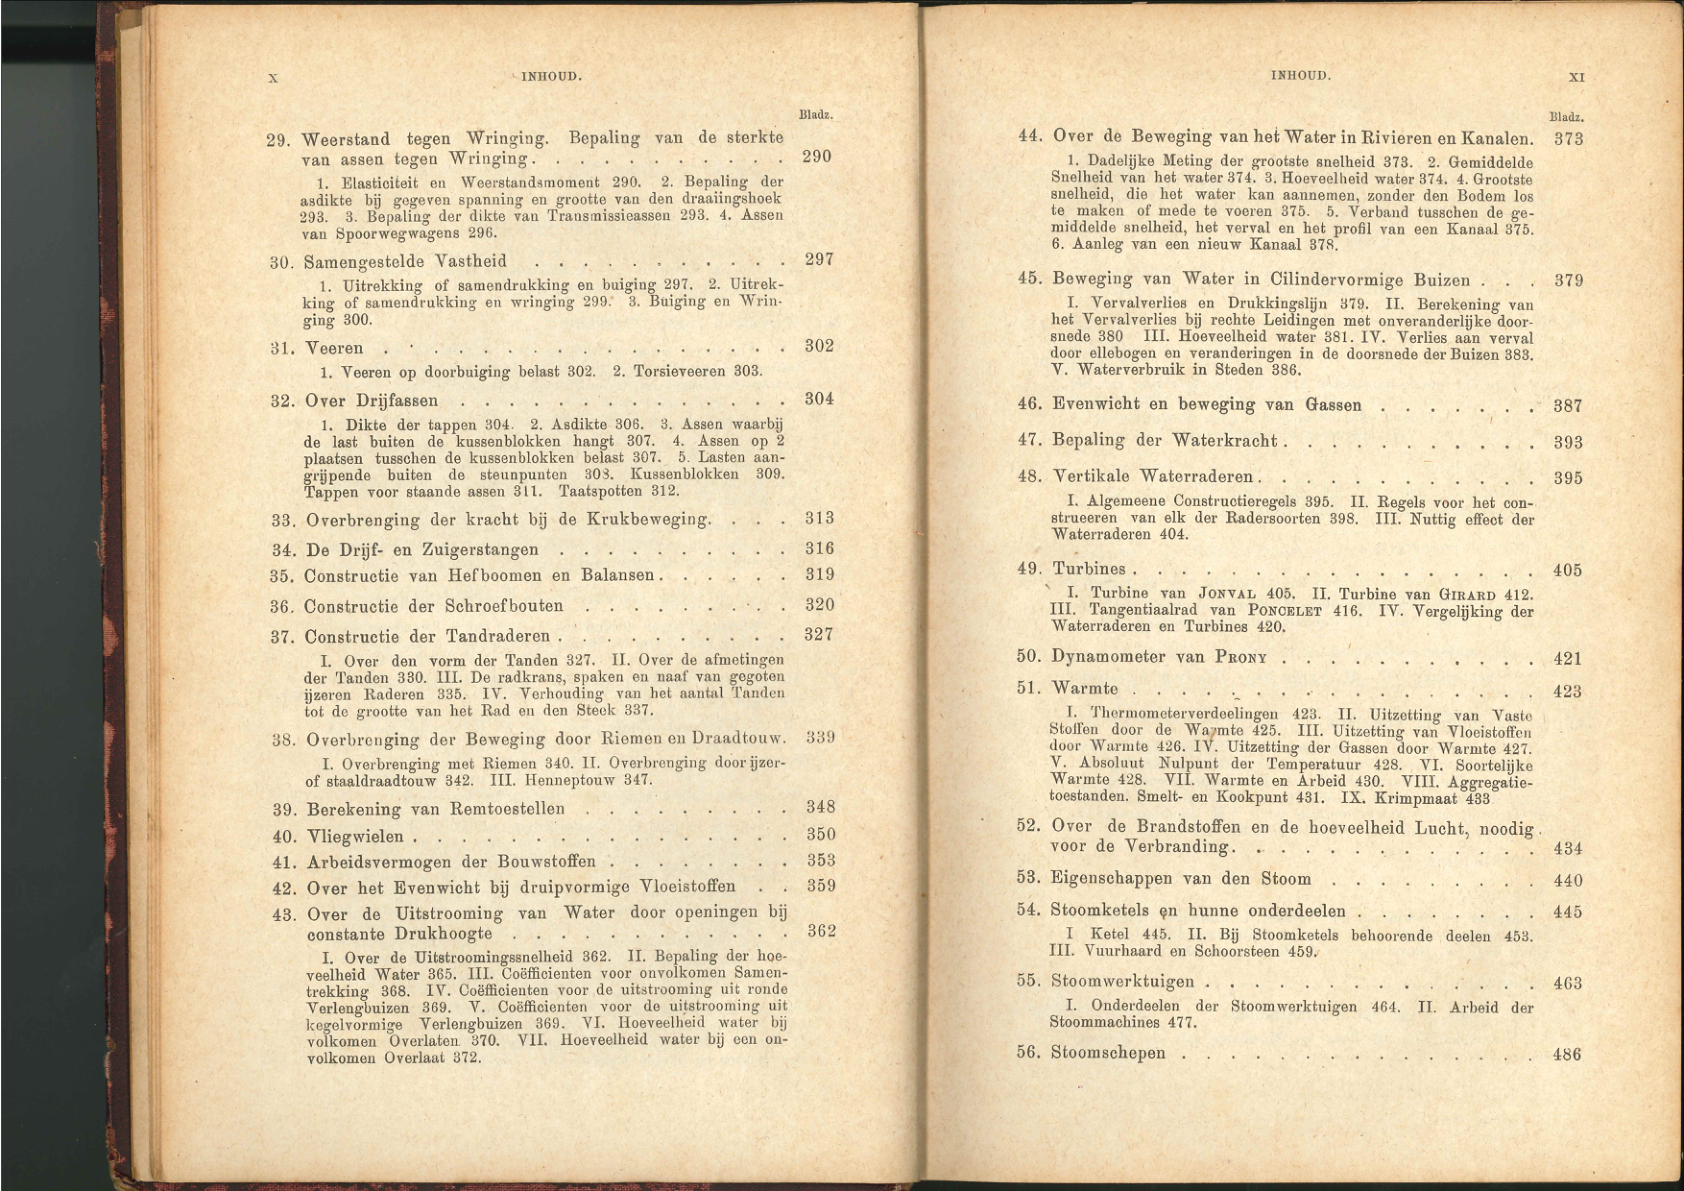 X
INHOUD.
Bladz.
29. Weerstand tegen Wringing. Bepaling van de sterkte
van assen tegen Wringing . . . . . . . . . . . 290
1. Elasticiteit en Weerstandsmoment 290. 2. Bepaling der
asdikte bij gegeven spanning en grootte van den draaiingshoek
293. 3. Bepaling der dikte van Transmissieassen 293. 4. Assen
van Spoorwegwagens 296.
30. Samengestelde Vastheid . . . . . . . . . . . 297
1. Uitrekking of samendrukking en buiging 297. 2. Uitrek-
king of samendrukking en wringing 299. 3. Buiging en Wrin-
ging 300.
31. Veeren . . . . . . . . . . . . . . . . . 302
1. Veeren op doorbuiging belast 302. 2. Torsieveeren 303.
32. Over Drijfassen . . . . . . . . . . . . . . 304
1. Dikte der tappen 304. 2. Asdikte 306. 3. Assen waarbij
de last buiten de kussenblokken hangt 307. 4. Assen op 2
plaatsen tusschen de kussenblokken belast 307. 5. Lasten aan-
grijpende buiten de steunpunten 308. Kussenblokken 309.
Tappen voor staande assen 311. Taatspotten 312.
33. Overbrenging der kracht bij de Krukbeweging. . . . 313
34. De Drijf- en Zuigerstangen . . . . . . . . . . 316
35. Constructie van Hefboomen en Balansen . . . . . . 319
36. Constructie der Schroefbouten . . . . . . . . . 320
37. Constructie der Tandraderen . . . . . . . . . . 327
I. Over den vorm der Tanden 327. II. Over de afmetingen
der Tanden 330. III. De radkrans, spaken en naaf van gegoten
ijzeren Raderen 335. IV. Verhouding van het aantal Tanden
tot de grootte van het Rad en den Steek 337.
38. Overbrenging der Beweging door Riemen en Draadtouw. 339
I. Overbrenging met Riemen 340. II. Overbrenging door ijzer-
of staaldraadtouw 342. III. Henneptouw 347.
39. Berekening van Remtoestellen . . . . . . . . . 348
40. Vliegwielen . . . . . . . . . . . . . . . . 350
41. Arbeidsvermogen der Bouwstoffen . . . . . . . . 353
42. Over het Evenwicht bij druipvormige Vloeistoffen . . 359
43. Over de Uitstrooming van Water door openingen bij
constante Drukhoogte . . . . . . . . . . . . 362
I. Over de Uitstroomingssnelheid 362. II. Bepaling der hoe-
veelheid Water 365. III. Coëfficienten voor onvolkomen Samen-
trekking 368. IV. Coëfficienten voor de uitstrooming uit ronde
Verlengbuizen 369. V. Coëfficienten voor de uitstrooming uit
kegelvormige Verlengbuizen 369. VI. Hoeveelheid water bij
volkomen Overlaten 370. VII. Hoeveelheid water bij een on-
volkomen Overlaat 372.
INHOUD.
XI
Bladz.
44. Over de Beweging van het Water in Rivieren en Kanalen. 373
1. Dadelijke Meting der grootste snelheid 373. 2. Gemiddelde
Snelheid van het water 374. 3. Hoeveelheid water 374. 4. Grootste
snelheid, die het water kan aannemen, zonder den Bodem los
te maken of mede te voeren 375. 5. Verband tusschen de ge-
middelde snelheid, het verval en het profil van een Kanaal 375.
6. Aanleg van een nieuw Kanaal 378.
45. Beweging van Water in Cilindervormige Buizen . . . 379
I. Vervalverlies en Drukkingslijn 379. II. Berekening van
het Vervalverlies bij rechte Leidingen met onveranderlijke door-
snede 380 III. Hoeveelheid water 381. IV. Verlies aan verval
door ellebogen en veranderingen in de doorsnede der Buizen 383.
V. Waterverbruik in Steden 386.
46. Evenwicht en beweging van Gassen . . . . . . . 387
47. Bepaling der Waterkracht . . . . . . . . . . . 393
48. Vertikale Waterraderen . . . . . . . . . . . . 395
I. Algemeene Constructieregels 395. II. Regels voor het con-
strueeren van elk der Radersoorten 398. III. Nuttig effect der
Waterraderen 404.
49. Turbines . . . . . . . . . . . . . . . . . 405
I. Turbine van JONVAL 405. II. Turbine van GIRARD 412.
III. Tangentiaalrad van PONCELET 416. IV. Vergelijking der
Waterraderen en Turbines 420.
50. Dynamometer van PRONY . . . . . . . . . . . 421
51. Warmte . . . . . . . . . . . . . . . . . 423
I. Thermometerverdeelingen 423. II. Uitzetting van Vaste
Stoffen door de Warmte 425. III. Uitzetting van Vloeistoffen
door Warmte 426. IV. Uitzetting der Gassen door Warmte 427.
V. Absoluut Nulpunt der Temperatuur 428. VI. Soortelijke
Warmte 428. VII. Warmte en Arbeid 430. VIII. Aggregatie-
toestanden. Smelt- en Kookpunt 431. IX. Krimpmaat 433
52. Over de Brandstoffen en de hoeveelheid Lucht, noodig
voor de Verbranding . . . . . . . . . . . . . 434
53. Eigenschappen van den Stoom . . . . . . . . . 440
54. Stoomketels en hunne onderdeelen . . . . . . . . 445
I Ketel 445. II. Bij Stoomketels behoorende deelen 453.
III. Vuurhaard en Schoorsteen 459.
55. Stoomwerktuigen . . . . . . . . . . . . . . 463
I. Onderdeelen der Stoomwerktuigen 464. II. Arbeid der
Stoommachines 477.
56. Stoomschepen . . . . . . . . . . . . . . . 486